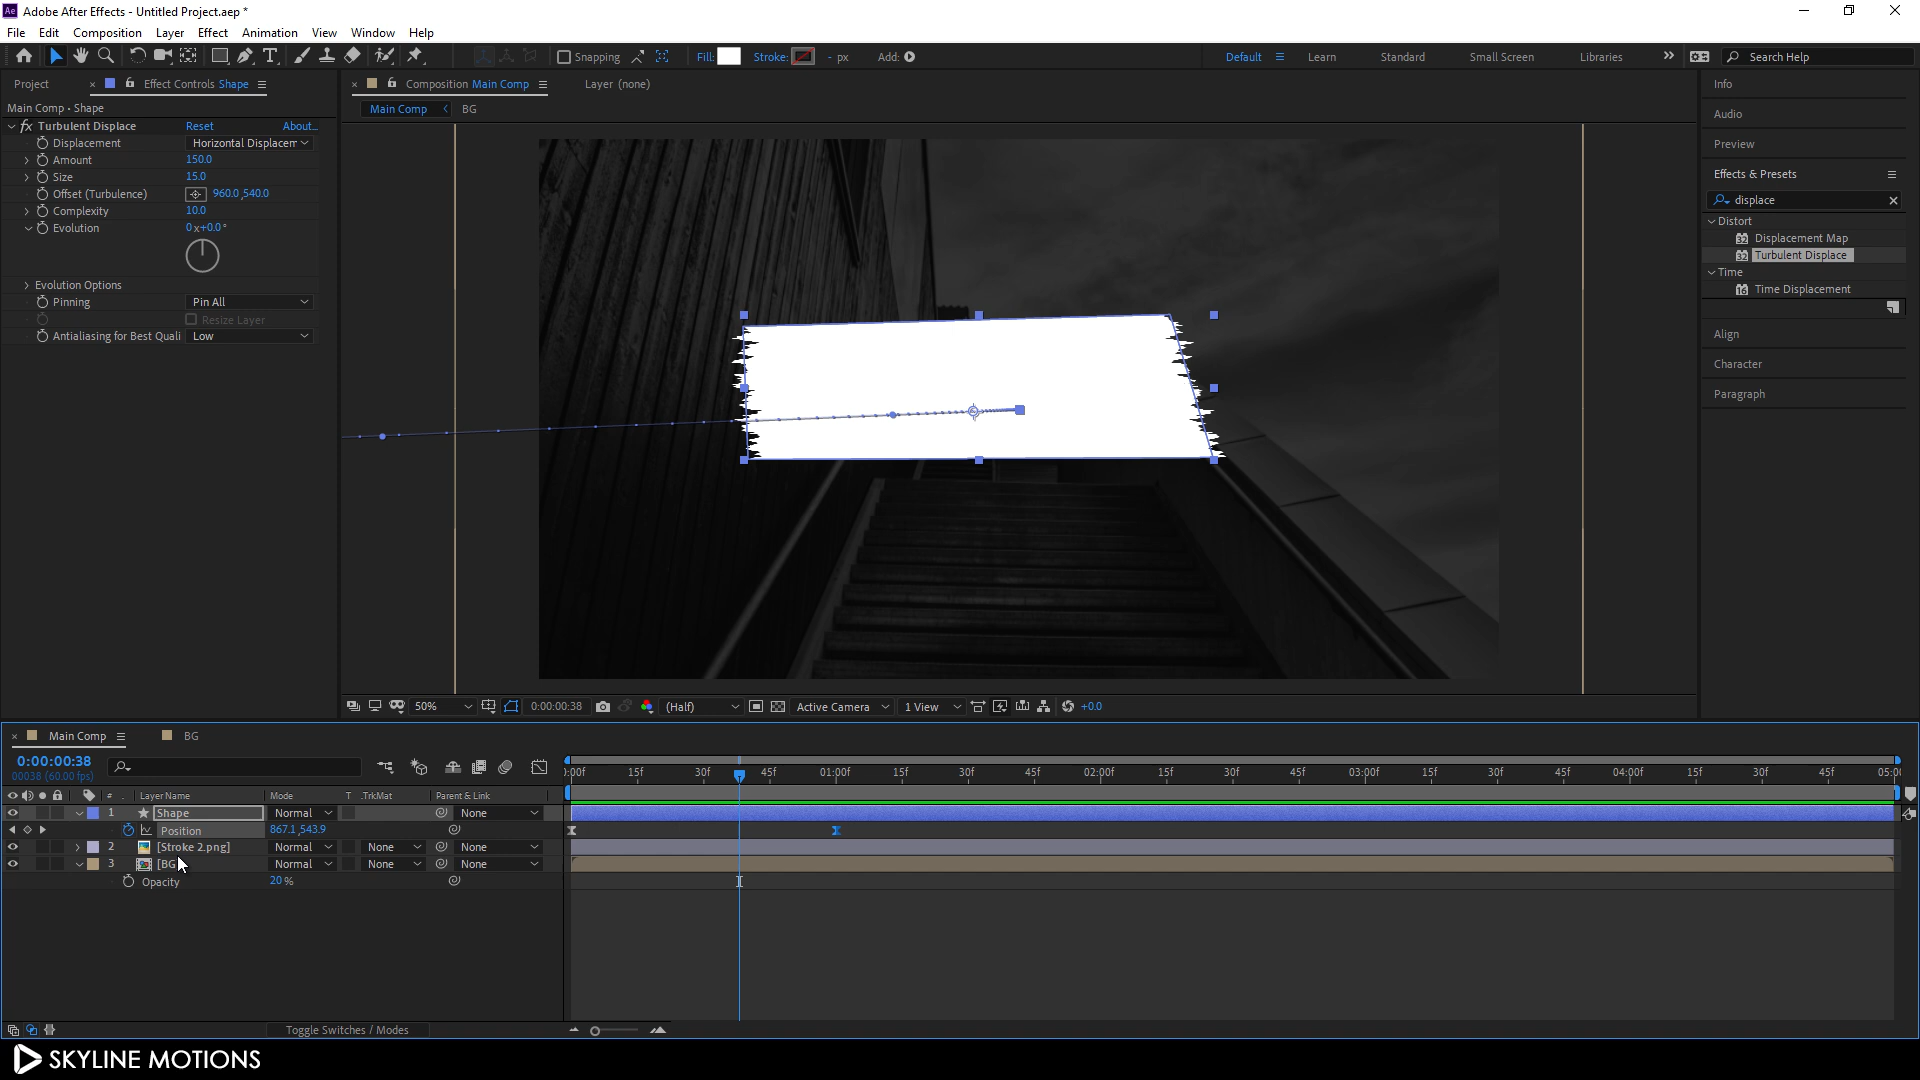 Ae Adobe After Effects - Untitled Project.aep *
File Edit Composition Layer Effect Animation View Window Help
Snapping Fill: Stroke: - px Add: Default Learn Standard Small Screen Libraries » Search Help
Project × Effect Controls Shape × Composition Main Comp Layer (none) Info
Main Comp • Shape Main Comp < BG
Audio
fx Turbulent Displace Reset About...
Displacement Horizontal Displacem
Preview
Amount 150.0
Size 15.0
Effects & Presets
Offset (Turbulence) 960.0,540.0
displace ×
Complexity 10.0
Distort
Evolution 0x+0.0°
Displacement Map
Turbulent Displace
Time
Evolution Options
Time Displacement
Pinning Pin All
Resize Layer
Antialiasing for Best Quali Low
Align
Character
Paragraph
50% 0:00:00:38 (Half) Active Camera 1 View +0.0
× Main Comp BG
0:00:00:38
00038 (60.00 fps)
):00f 15f 30f 45f 01:00f 15f 30f 45f 02:00f 15f 30f 45f 03:00f 15f 30f 45f 04:00f 15f 30f 45f 05:00
# Layer Name Mode T .TrkMat Parent & Link
1 Shape Normal None
Position 867.1,543.9
2 [Stroke 2.png] Normal None None
3 [BG Normal None None
Opacity 20%
Toggle Switches / Modes
SKYLINE MOTIONS